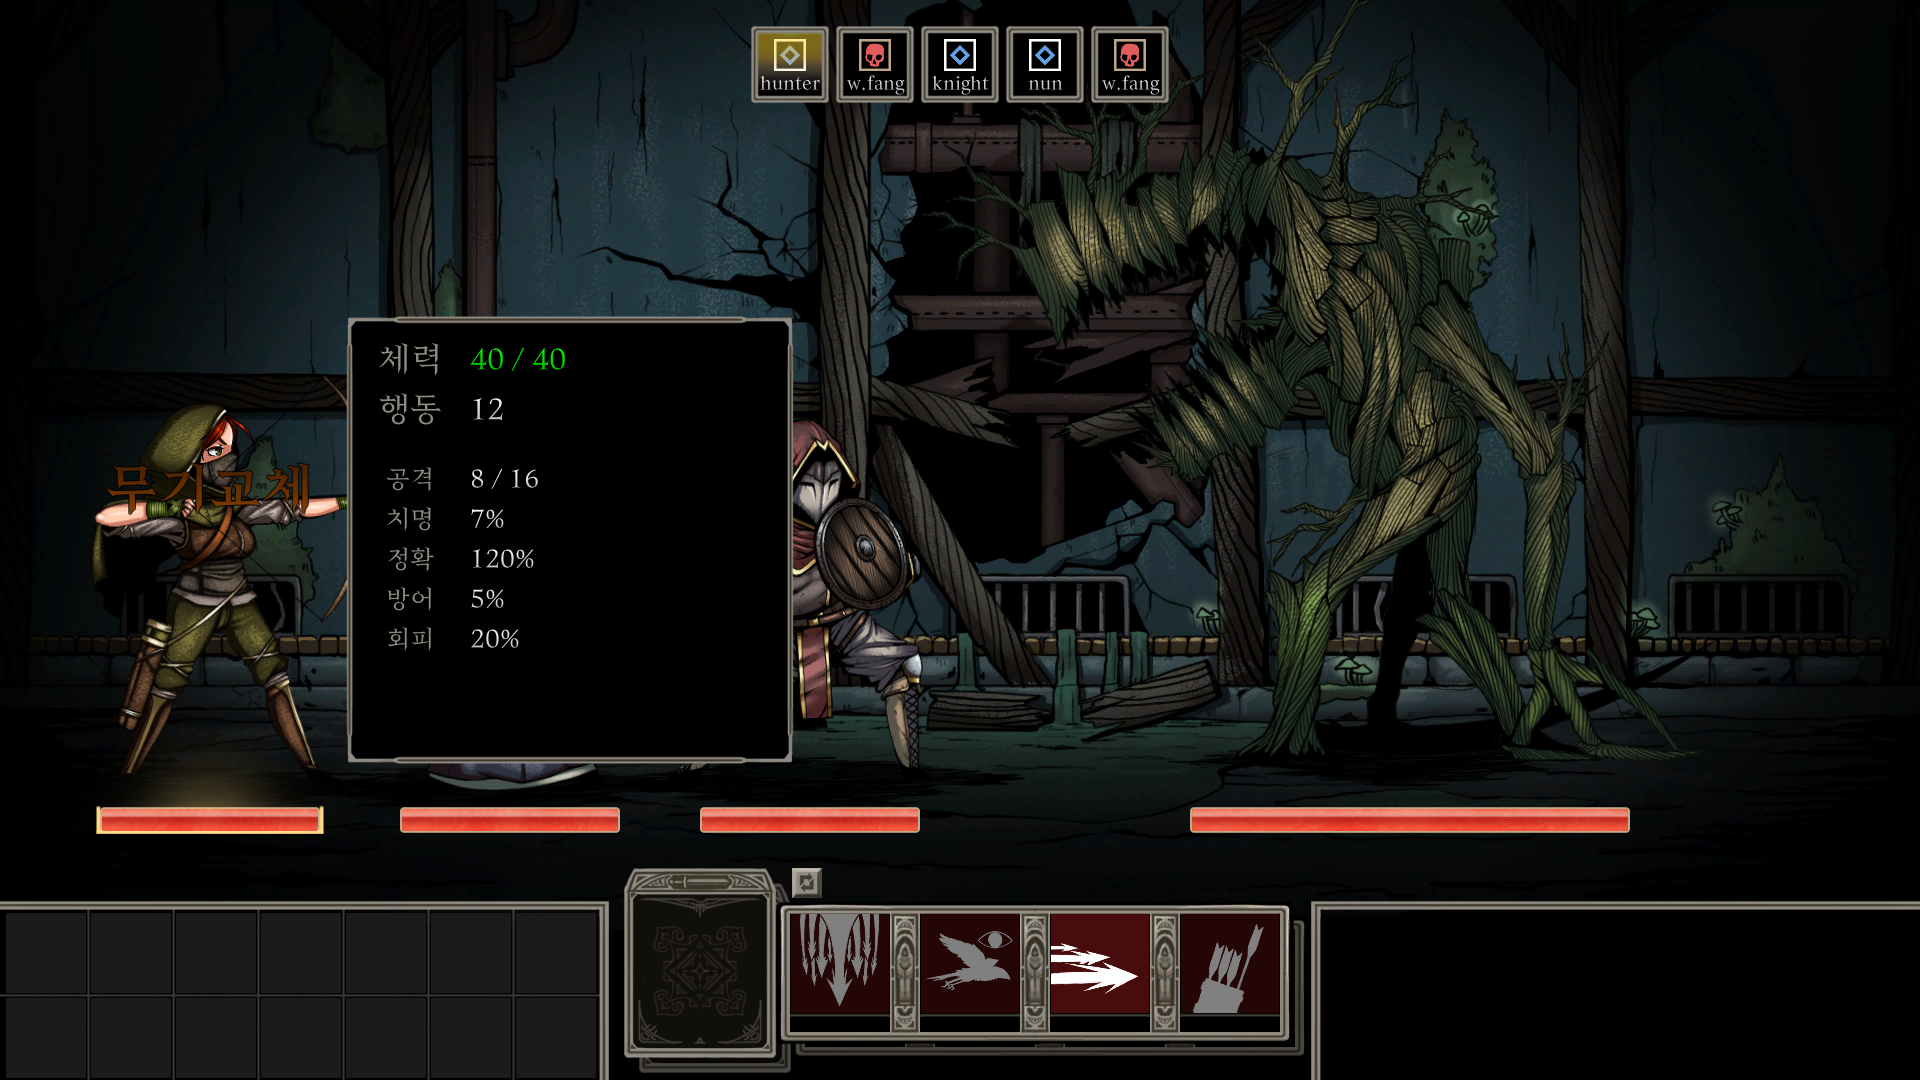 hunter w.fang knight nun w.fang
체력 40 / 40
행동 12
무기교체
공격 8 / 16
치명 7%
정확 120%
방어 5%
회피 20%